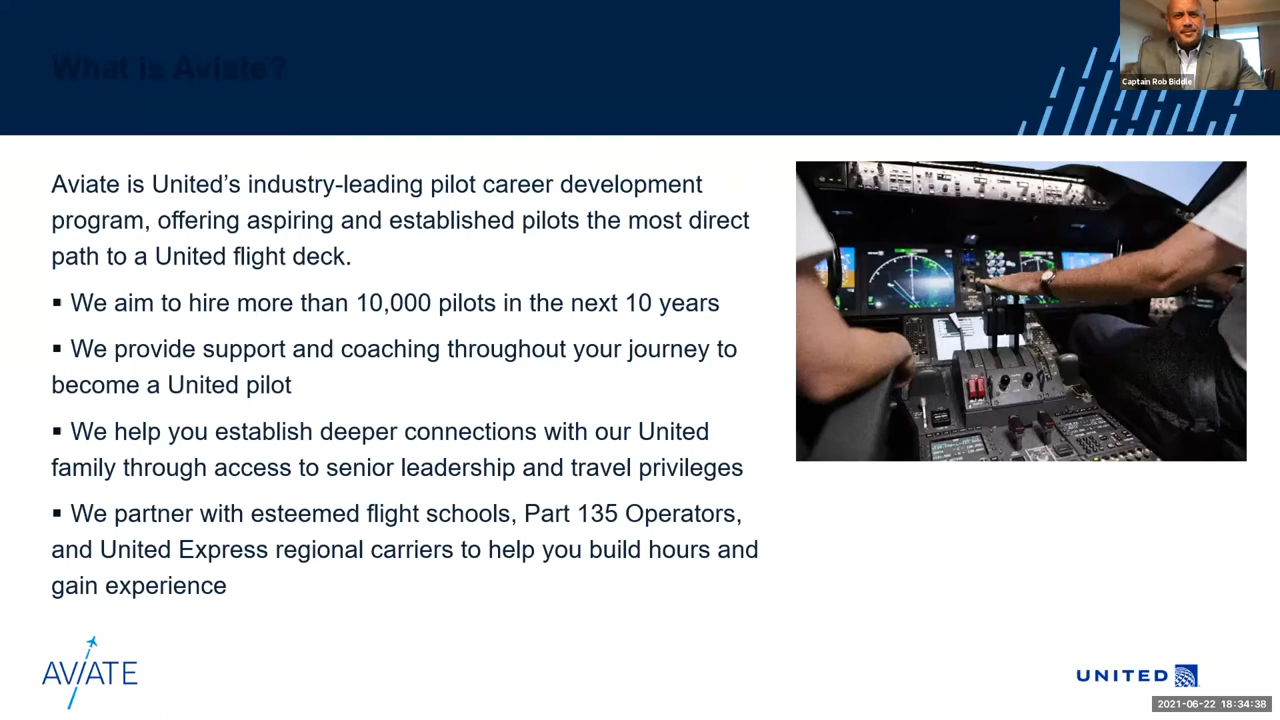 What is Aviate?
Captain Rob Biddle
Aviate is United’s industry-leading pilot career development
program, offering aspiring and established pilots the most direct
path to a United flight deck.
▪ We aim to hire more than 10,000 pilots in the next 10 years
▪ We provide support and coaching throughout your journey to
become a United pilot
▪ We help you establish deeper connections with our United
family through access to senior leadership and travel privileges
▪ We partner with esteemed flight schools, Part 135 Operators,
and United Express regional carriers to help you build hours and
gain experience
AVIATE
UNITED
2021-06-22 18:34:38